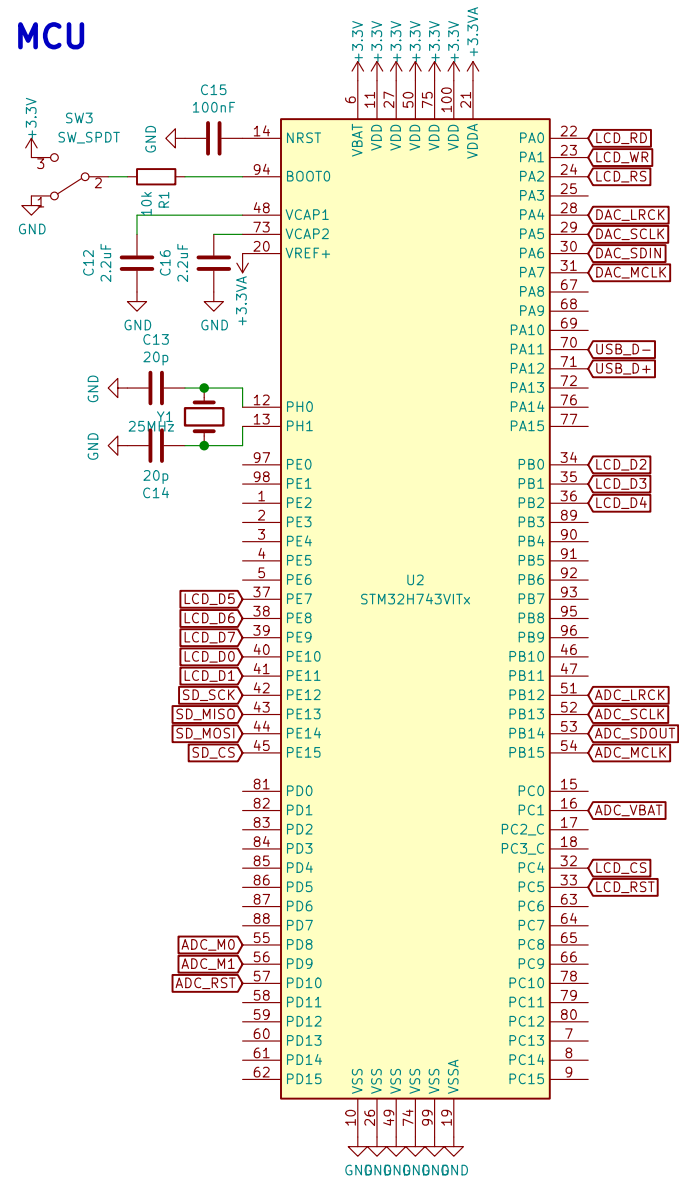 MCU
+3.3V
+3.3V
+3.3V
+3.3V
+3.3V
+3.3V
+3.3VA
6
11
27
50
75
100
21
VBAT
VDD
VDD
VDD
VDD
VDD
VDDA
+3.3V
SW3
SW_SPDT
3
2
1
GND
C15
100nF
GND
14 NRST
R1
10k
94 BOOT0
48 VCAP1
73 VCAP2
20 VREF+
C12
2.2uF
GND
C16
2.2uF
GND
+3.3VA
C13
20p
GND
Y1
25MHz
GND
20p
C14
12 PH0
13 PH1
97 PE0
98 PE1
1 PE2
2 PE3
3 PE4
4 PE5
5 PE6
LCD_D5 37 PE7
LCD_D6 38 PE8
LCD_D7 39 PE9
LCD_D0 40 PE10
LCD_D1 41 PE11
SD_SCK 42 PE12
SD_MISO 43 PE13
SD_MOSI 44 PE14
SD_CS 45 PE15
81 PD0
82 PD1
83 PD2
84 PD3
85 PD4
86 PD5
87 PD6
88 PD7
ADC_M0 55 PD8
ADC_M1 56 PD9
ADC_RST 57 PD10
58 PD11
59 PD12
60 PD13
61 PD14
62 PD15
U2
STM32H743VITx
PA0 22 LCD_RD
PA1 23 LCD_WR
PA2 24 LCD_RS
PA3 25
PA4 28 DAC_LRCK
PA5 29 DAC_SCLK
PA6 30 DAC_SDIN
PA7 31 DAC_MCLK
PA8 67
PA9 68
PA10 69
PA11 70 USB_D-
PA12 71 USB_D+
PA13 72
PA14 76
PA15 77
PB0 34 LCD_D2
PB1 35 LCD_D3
PB2 36 LCD_D4
PB3 89
PB4 90
PB5 91
PB6 92
PB7 93
PB8 95
PB9 96
PB10 46
PB11 47
PB12 51 ADC_LRCK
PB13 52 ADC_SCLK
PB14 53 ADC_SDOUT
PB15 54 ADC_MCLK
PC0 15
PC1 16 ADC_VBAT
PC2_C 17
PC3_C 18
PC4 32 LCD_CS
PC5 33 LCD_RST
PC6 63
PC7 64
PC8 65
PC9 66
PC10 78
PC11 79
PC12 80
PC13 7
PC14 8
PC15 9
VSS
VSS
VSS
VSS
VSS
VSSA
10
26
49
74
99
19
GND
GND
GND
GND
GND
GND